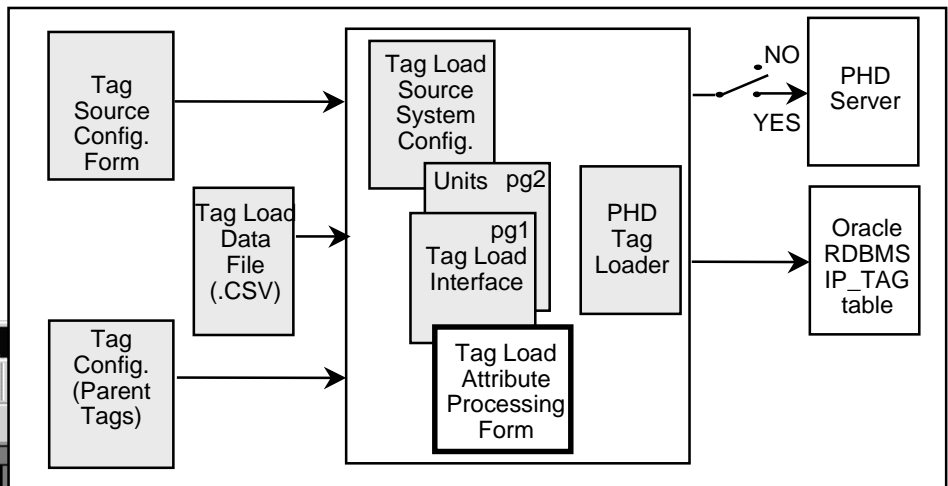 Tag
Source
Config.
Form
Tag Load
Data
File
(.CSV)
Tag
Config.
(Parent
Tags)
Tag Load
Source
System
Config.
Units pg2
pg1
Tag Load
Interface
Tag Load
Attribute
Processing
Form
PHD
Tag
Loader
NO
YES
PHD
Server
Oracle
RDBMS
IP_TAG
table